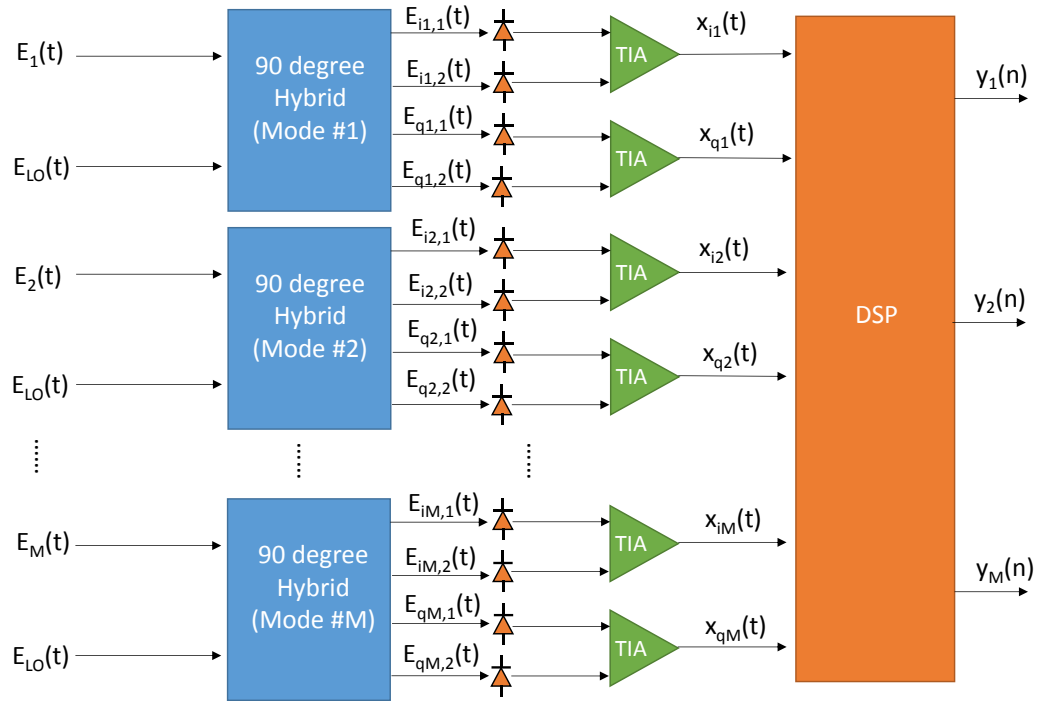 E1(t)
ELO(t)
90 degree
Hybrid
(Mode #1)
Ei1,1(t)
Ei1,2(t)
Eq1,1(t)
Eq1,2(t)
TIA
TIA
xi1(t)
xq1(t)
E2(t)
ELO(t)
90 degree
Hybrid
(Mode #2)
Ei2,1(t)
Ei2,2(t)
Eq2,1(t)
Eq2,2(t)
TIA
TIA
xi2(t)
xq2(t)
EM(t)
ELO(t)
90 degree
Hybrid
(Mode #M)
EiM,1(t)
EiM,2(t)
EqM,1(t)
EqM,2(t)
TIA
TIA
xiM(t)
xqM(t)
DSP
y1(n)
y2(n)
yM(n)